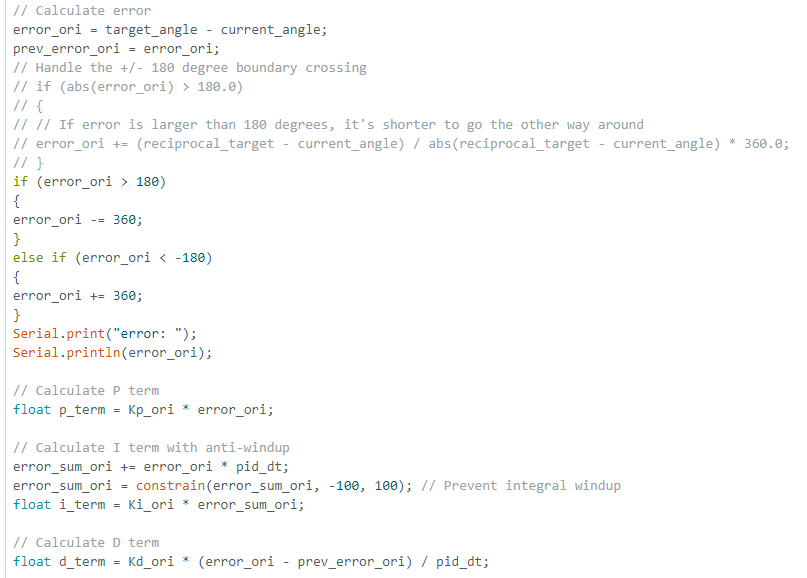 // Calculate error
error_ori = target_angle - current_angle;
prev_error_ori = error_ori;
// Handle the +/- 180 degree boundary crossing
// if (abs(error_ori) > 180.0)
// {
// // If error is larger than 180 degrees, it's shorter to go the other way around
// error_ori += (reciprocal_target - current_angle) / abs(reciprocal_target - current_angle) * 360.0;
// }
if (error_ori > 180)
{
error_ori -= 360;
}
else if (error_ori < -180)
{
error_ori += 360;
}
Serial.print("error: ");
Serial.println(error_ori);
// Calculate P term
float p_term = Kp_ori * error_ori;
// Calculate I term with anti-windup
error_sum_ori += error_ori * pid_dt;
error_sum_ori = constrain(error_sum_ori, -100, 100); // Prevent integral windup
float i_term = Ki_ori * error_sum_ori;
// Calculate D term
float d_term = Kd_ori * (error_ori - prev_error_ori) / pid_dt;